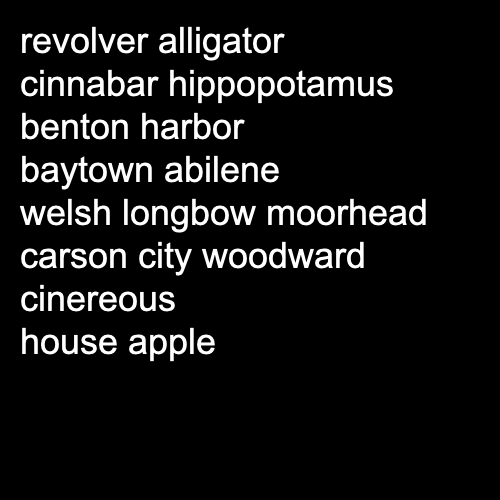 revolver alligator
cinnabar hippopotamus
benton harbor
baytown abilene
welsh longbow moorhead
carson city woodward
cinereous
house apple